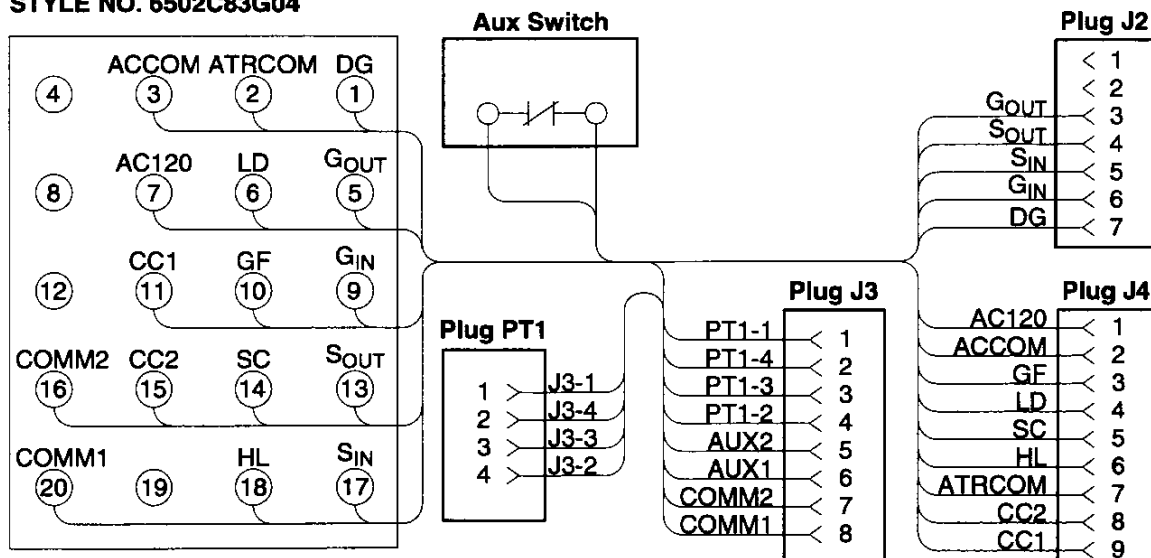 STYLE NO. 6502C83G04
Aux Switch
Plug J2
ACCOM ATRCOM DG
4 3 2 1
AC120 LD GOUT
8 7 6 5
CC1 GF GIN
12 11 10 9
COMM2 CC2 SC SOUT
16 15 14 13
COMM1 HL SIN
20 19 18 17
1
2
GOUT 3
SOUT 4
SIN 5
GIN 6
DG 7
Plug PT1
1 J3-1
2 J3-4
3 J3-3
4 J3-2
Plug J3
PT1-1 1
PT1-4 2
PT1-3 3
PT1-2 4
AUX2 5
AUX1 6
COMM2 7
COMM1 8
Plug J4
AC120 1
ACCOM 2
GF 3
LD 4
SC 5
HL 6
ATRCOM 7
CC2 8
CC1 9